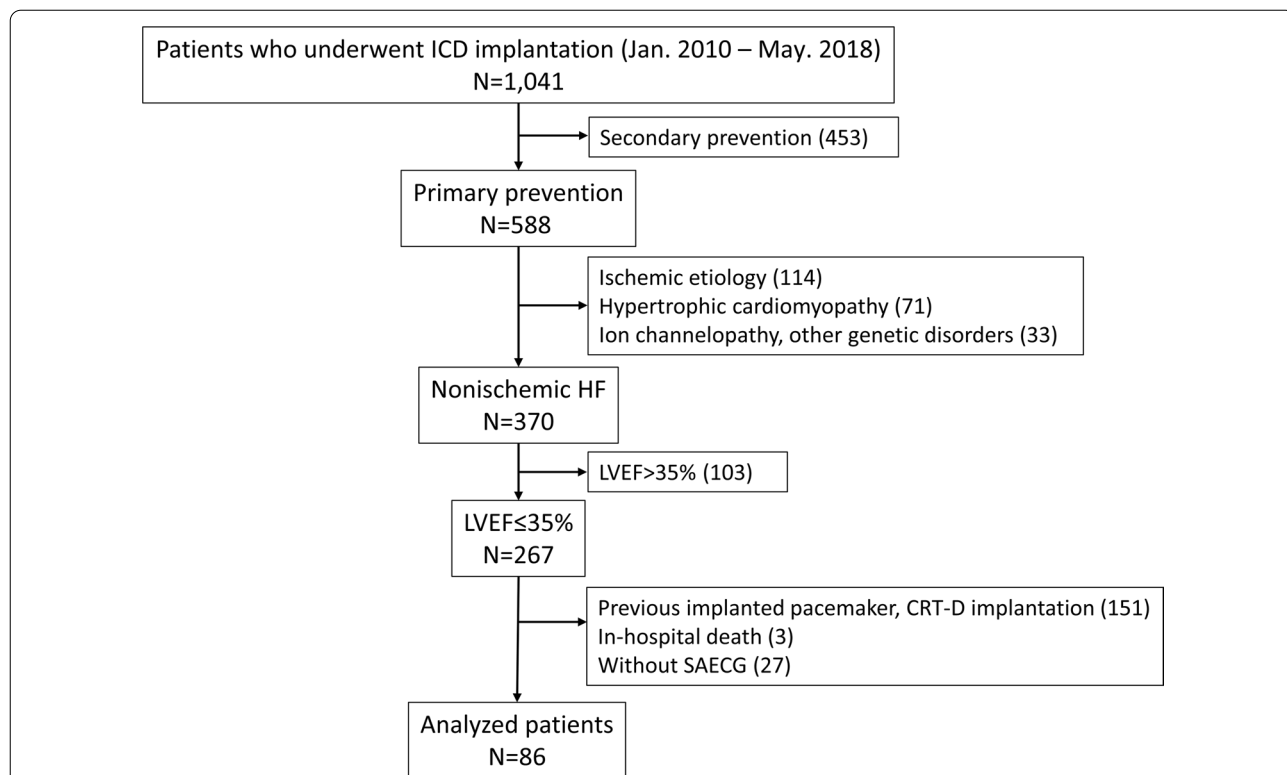 Patients who underwent ICD implantation (Jan. 2010 – May. 2018)
N=1,041
Secondary prevention (453)
Primary prevention
N=588
Ischemic etiology (114)
Hypertrophic cardiomyopathy (71)
Ion channelopathy, other genetic disorders (33)
Nonischemic HF
N=370
LVEF>35% (103)
LVEF≤35%
N=267
Previous implanted pacemaker, CRT-D implantation (151)
In-hospital death (3)
Without SAECG (27)
Analyzed patients
N=86